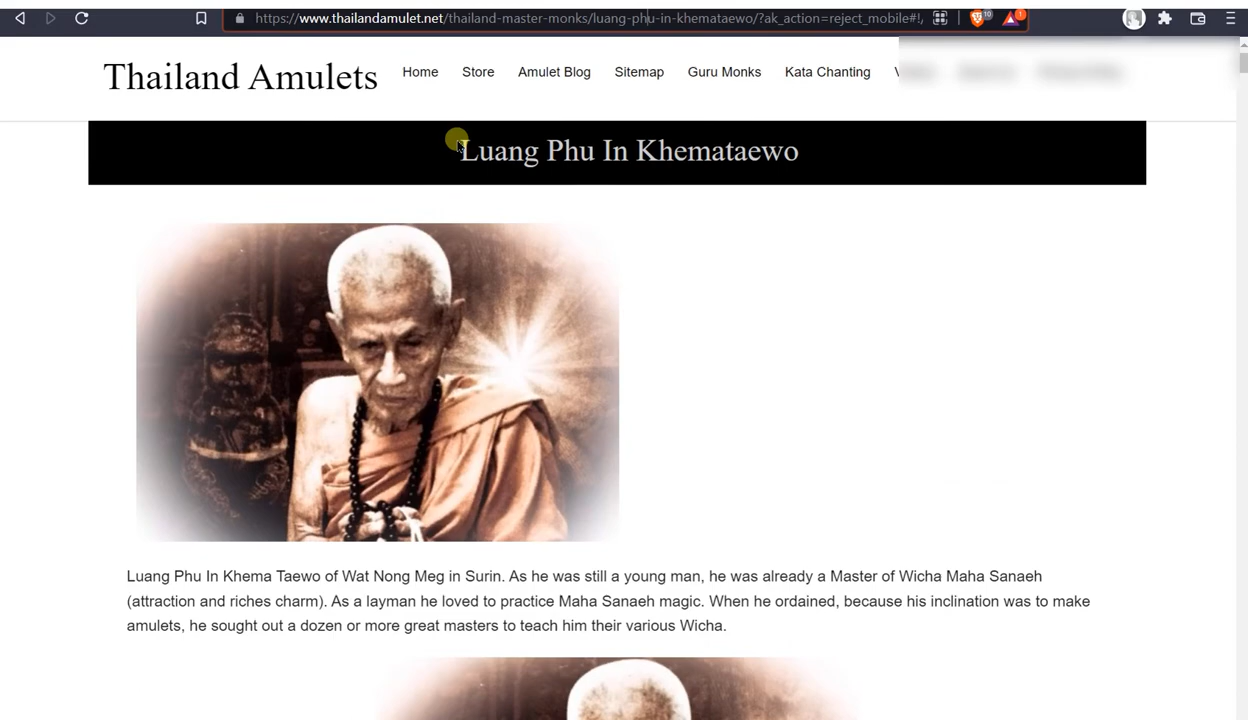 https://www.thailandamulet.net/thailand-master-monks/luang-phu-in-khemataewo/?ak_action=reject_mobile#!,
10
1
Thailand Amulets
Home Store Amulet Blog Sitemap Guru Monks Kata Chanting
Luang Phu In Khemataewo
Luang Phu In Khema Taewo of Wat Nong Meg in Surin. As he was still a young man, he was already a Master of Wicha Maha Sanaeh
(attraction and riches charm). As a layman he loved to practice Maha Sanaeh magic. When he ordained, because his inclination was to make
amulets, he sought out a dozen or more great masters to teach him their various Wicha.